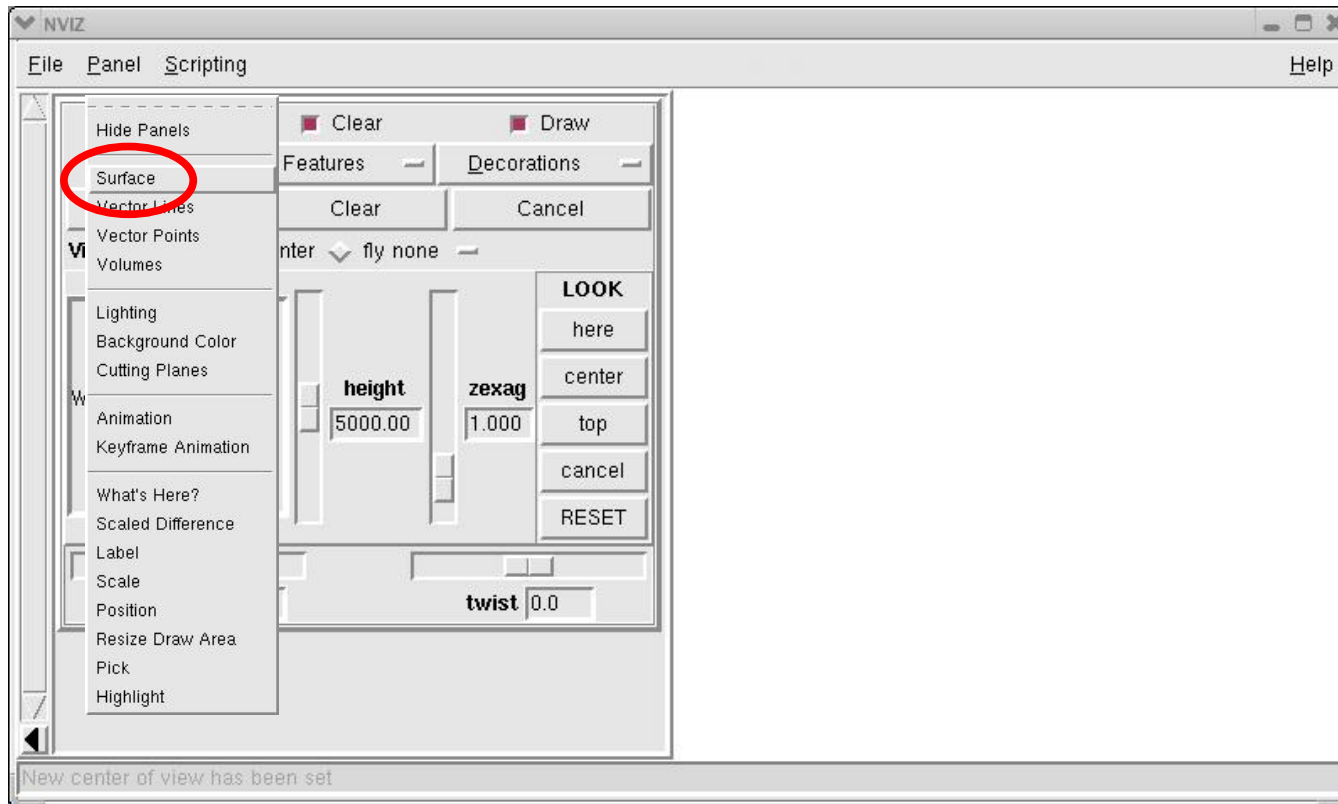 NVIZ
File Panel Scripting Help
Hide Panels
Surface
Vector Lines
Vector Points
Volumes
Lighting
Background Color
Cutting Planes
Animation
Keyframe Animation
What's Here?
Scaled Difference
Label
Scale
Position
Resize Draw Area
Pick
Highlight
Clear Draw
Features Decorations
Clear Cancel
fly none
height
5000.00
zexag
1.000
LOOK
here
center
top
cancel
RESET
twist 0.0
New center of view has been set